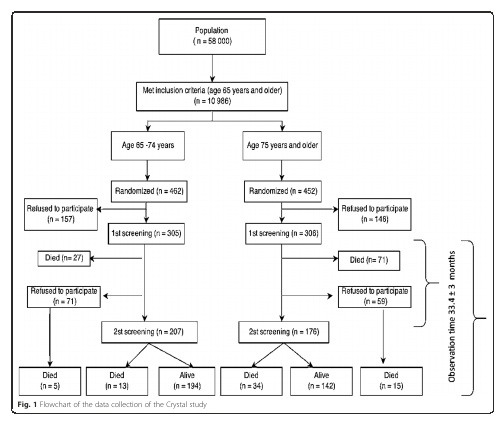 Population
(n = 58 000)
Met inclusion criteria (age 65 years and older)
(n = 10 986)
Age 65 -74 years
Age 75 years and older
Randomized (n = 462)
Randomized (n = 452)
Refused to participate
(n = 157)
Refused to participate
(n = 146)
1st screening (n = 305)
1st screening (n = 306)
Died (n= 27)
Died (n= 71)
Refused to participate
(n = 71)
Refused to participate
(n = 59)
2st screening (n = 207)
2st screening (n = 176)
Died
(n = 5)
Died
(n = 13)
Alive
(n = 194)
Died
(n = 34)
Alive
(n = 142)
Died
(n = 15)
Observation time 33.4 ± 3 months
Fig. 1 Flowchart of the data collection of the Crystal study